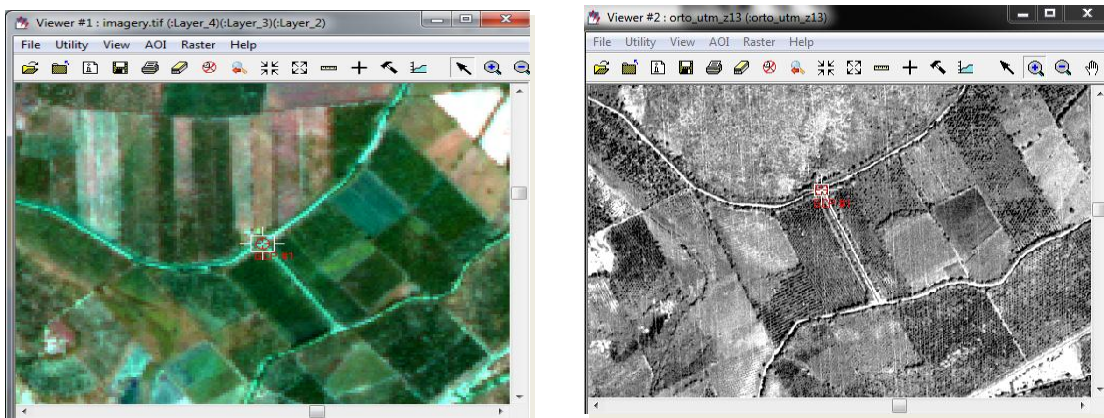 Viewer #1 : imagery.tif (:Layer_4)(:Layer_3)(:Layer_2)
File Utility View AOI Raster Help
Viewer #2 : orto_utm_z13 (:orto_utm_z13)
File Utility View AOI Raster Help